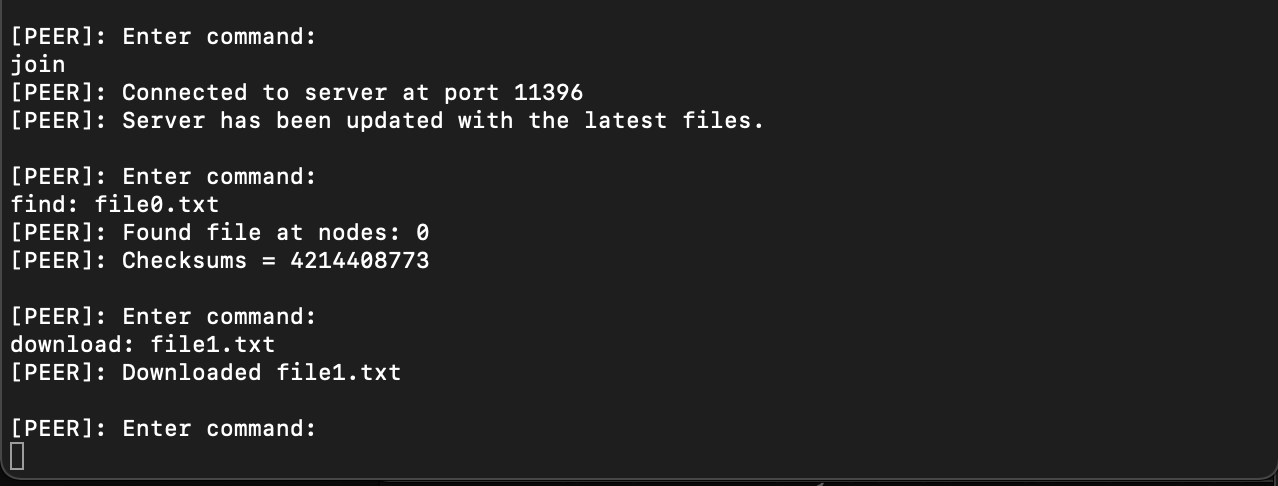 [PEER]: Enter command:
join
[PEER]: Connected to server at port 11396
[PEER]: Server has been updated with the latest files.
[PEER]: Enter command:
find: file0.txt
[PEER]: Found file at nodes: 0
[PEER]: Checksums = 4214408773
[PEER]: Enter command:
download: file1.txt
[PEER]: Downloaded file1.txt
[PEER]: Enter command: